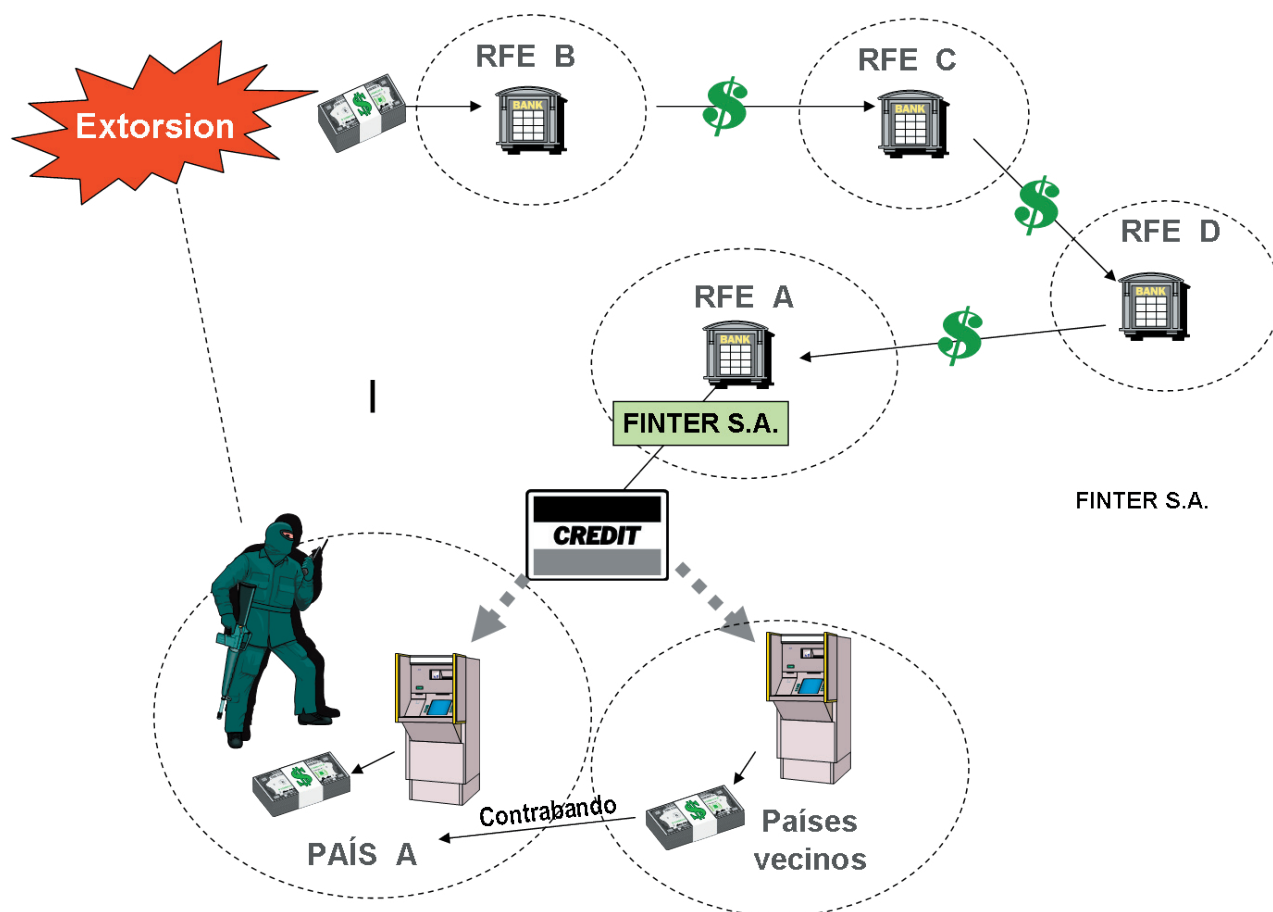 RFE B
RFE C
BANK
BANK
Extorsion
$
$
$
RFE D
$
BANK
RFE A
$
BANK
FINTER S.A.
FINTER S.A.
CREDIT
$
Contrabando
$
Países
vecinos
PAÍS A